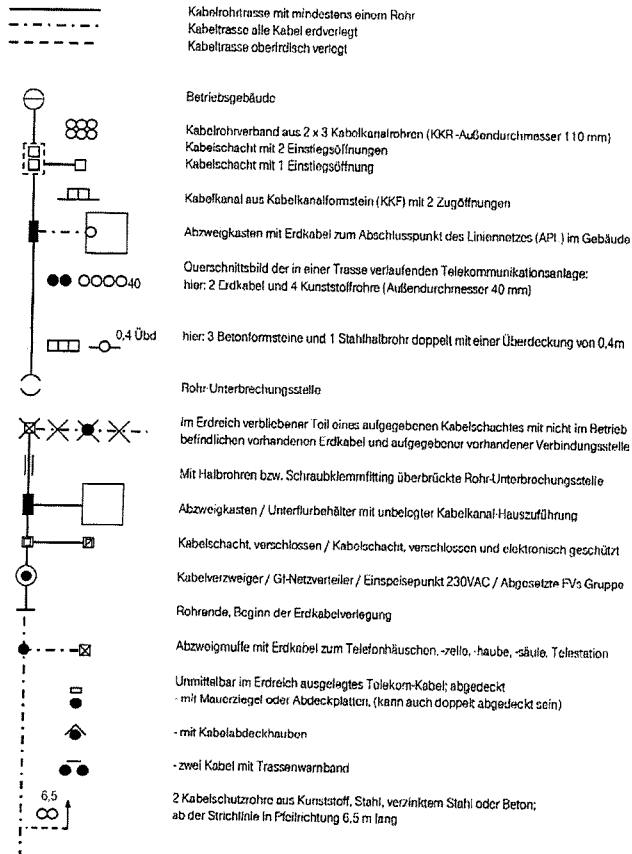 Kabelrohrtrasse mit mindestens einem Rohr
Kabeltrasse alle Kabel erdverlegt
Kabeltrasse oberirdisch verlegt
Betriebsgebäude
Kabelrohrverband aus 2 x 3 Kabelkanalrohren (KKR-Außendurchmesser 110 mm)
Kabelschacht mit 2 Einstiegsöffnungen
Kabelschacht mit 1 Einstiegsöffnung
Kabelkanal aus Kabelkanalformstein (KKF) mit 2 Zugöffnungen
Abzweigkasten mit Erdkabel zum Abschlusspunkt des Liniennetzes (APL) im Gebäude
Querschnittsbild der in einer Trasse verlaufenden Telekommunikationsanlage:
40 hier: 2 Erdkabel und 4 Kunststoffrohre (Außendurchmesser 40 mm)
0,4 Übd hier: 3 Betonformsteine und 1 Stahlhalbrohr doppelt mit einer Überdeckung von 0,4m
Rohr-Unterbrechungsstelle
im Erdreich verbliebener Teil eines aufgegebenen Kabelschachtes mit nicht im Betrieb
befindlichen vorhandenen Erdkabel und aufgegebener vorhandener Verbindungsstelle
Mit Halbrohren bzw. Schraubklemmfitting überbrückte Rohr-Unterbrechungsstelle
Abzweigkasten / Unterflurbehälter mit unbelegter Kabelkanal-Hauszuführung
Kabelschacht, verschlossen / Kabelschacht, verschlossen und elektronisch geschützt
Kabelverzweiger / Gf-Netzverteiler / Einspeisepunkt 230VAC / Abgesetzte EVs Gruppe
Rohrende, Beginn der Erdkabelverlegung
Abzweigmuffe mit Erdkabel zum Telefonhäuschen, -zelle, -haube, -säule, Telestation
Unmittelbar im Erdreich ausgelegtes Telekom-Kabel; abgedeckt
- mit Mauerziegel oder Abdeckplatten, (kann auch doppelt abgedeckt sein)
- mit Kabelabdeckhauben
- zwei Kabel mit Trassenwarnband
6,5
2 Kabelschutzrohre aus Kunststoff, Stahl, verzinktem Stahl oder Beton;
ab der Strichlinie in Pfeilrichtung 6,5 m lang